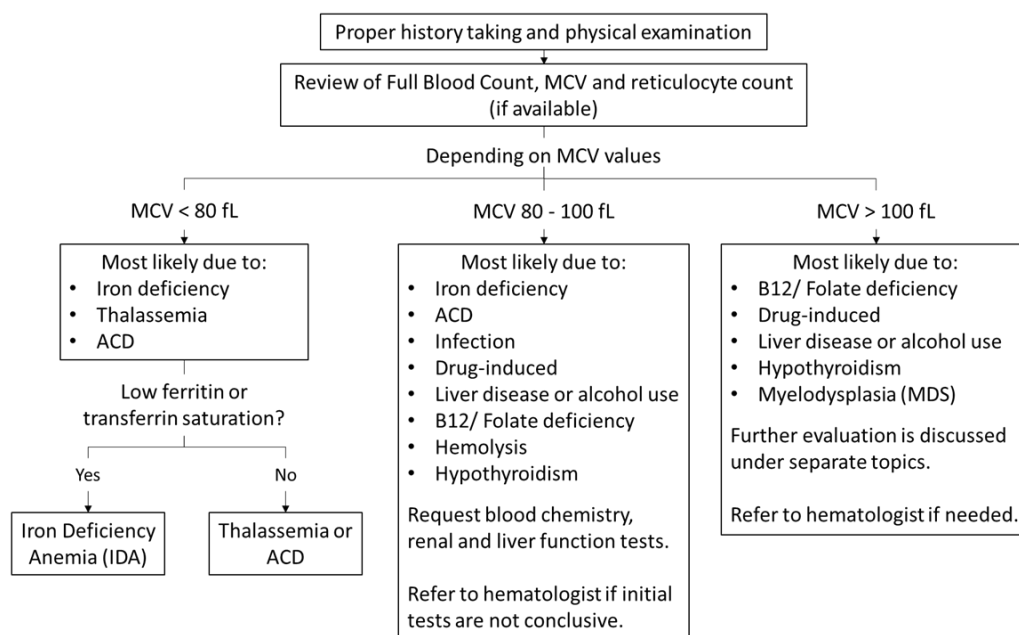 Proper history taking and physical examination
Review of Full Blood Count, MCV and reticulocyte count
(if available)
Depending on MCV values
MCV < 80 fL
Most likely due to:
• Iron deficiency
• Thalassemia
• ACD
Low ferritin or
transferrin saturation?
Yes
No
Iron Deficiency
Anemia (IDA)
Thalassemia or
ACD
MCV 80 - 100 fL
Most likely due to:
• Iron deficiency
• ACD
• Infection
• Drug-induced
• Liver disease or alcohol use
• B12/ Folate deficiency
• Hemolysis
• Hypothyroidism
Request blood chemistry,
renal and liver function tests.
Refer to hematologist if initial
tests are not conclusive.
MCV > 100 fL
Most likely due to:
• B12/ Folate deficiency
• Drug-induced
• Liver disease or alcohol use
• Hypothyroidism
• Myelodysplasia (MDS)
Further evaluation is discussed
under separate topics.
Refer to hematologist if needed.